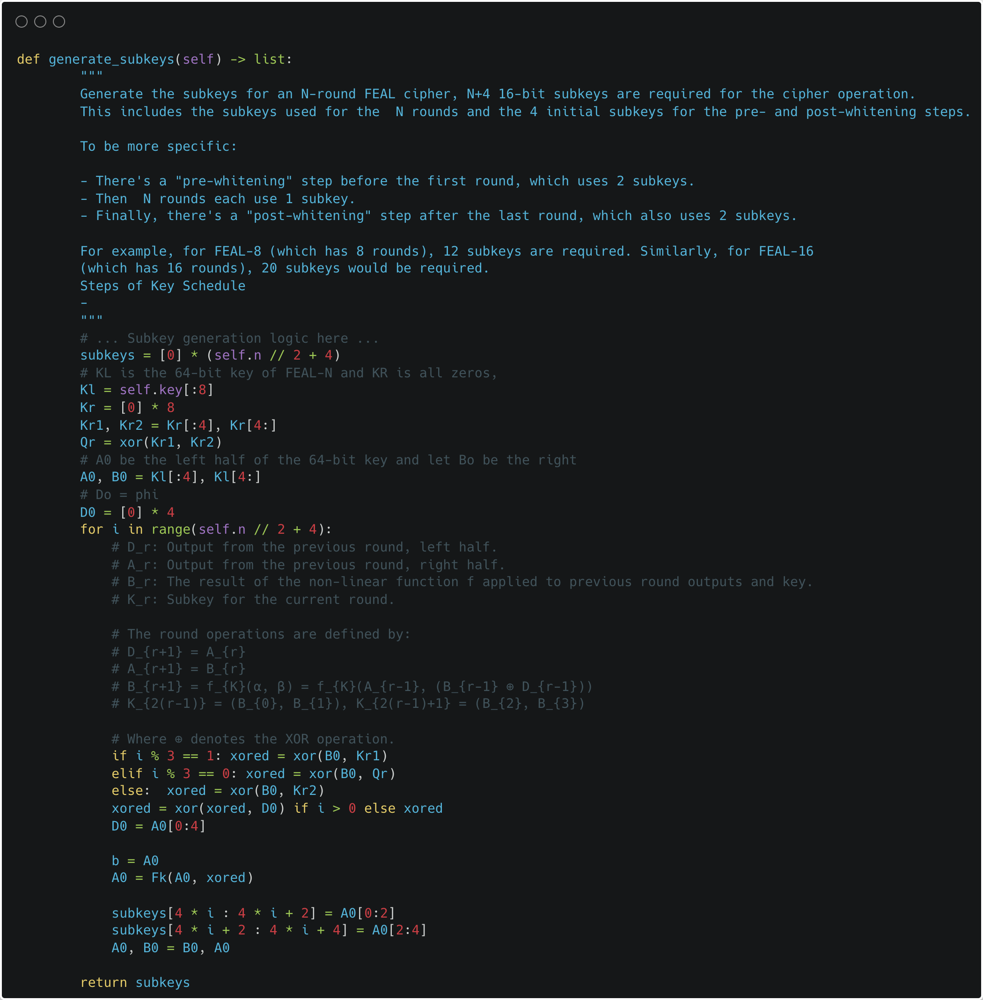 def generate_subkeys(self) -> list:
        """
        Generate the subkeys for an N-round FEAL cipher, N+4 16-bit subkeys are required for the cipher operation.
        This includes the subkeys used for the  N rounds and the 4 initial subkeys for the pre- and post-whitening steps.

        To be more specific:

        - There's a "pre-whitening" step before the first round, which uses 2 subkeys.
        - Then  N rounds each use 1 subkey.
        - Finally, there's a "post-whitening" step after the last round, which also uses 2 subkeys.

        For example, for FEAL-8 (which has 8 rounds), 12 subkeys are required. Similarly, for FEAL-16
        (which has 16 rounds), 20 subkeys would be required.
        Steps of Key Schedule
        -
        """
        # ... Subkey generation logic here ...
        subkeys = [0] * (self.n // 2 + 4)
        # KL is the 64-bit key of FEAL-N and KR is all zeros,
        Kl = self.key[:8]
        Kr = [0] * 8
        Kr1, Kr2 = Kr[:4], Kr[4:]
        Qr = xor(Kr1, Kr2)
        # A0 be the left half of the 64-bit key and let Bo be the right
        A0, B0 = Kl[:4], Kl[4:]
        # Do = phi
        D0 = [0] * 4
        for i in range(self.n // 2 + 4):
            # D_r: Output from the previous round, left half.
            # A_r: Output from the previous round, right half.
            # B_r: The result of the non-linear function f applied to previous round outputs and key.
            # K_r: Subkey for the current round.

            # The round operations are defined by:
            # D_{r+1} = A_{r}
            # A_{r+1} = B_{r}
            # B_{r+1} = f_{K}(α, β) = f_{K}(A_{r-1}, (B_{r-1} ⊕ D_{r-1}))
            # K_{2(r-1)} = (B_{0}, B_{1}), K_{2(r-1)+1} = (B_{2}, B_{3})

            # Where ⊕ denotes the XOR operation.
            if i % 3 == 1: xored = xor(B0, Kr1)
            elif i % 3 == 0: xored = xor(B0, Qr)
            else:  xored = xor(B0, Kr2)
            xored = xor(xored, D0) if i > 0 else xored
            D0 = A0[0:4]

            b = A0
            A0 = Fk(A0, xored)

            subkeys[4 * i : 4 * i + 2] = A0[0:2]
            subkeys[4 * i + 2 : 4 * i + 4] = A0[2:4]
            A0, B0 = B0, A0

        return subkeys